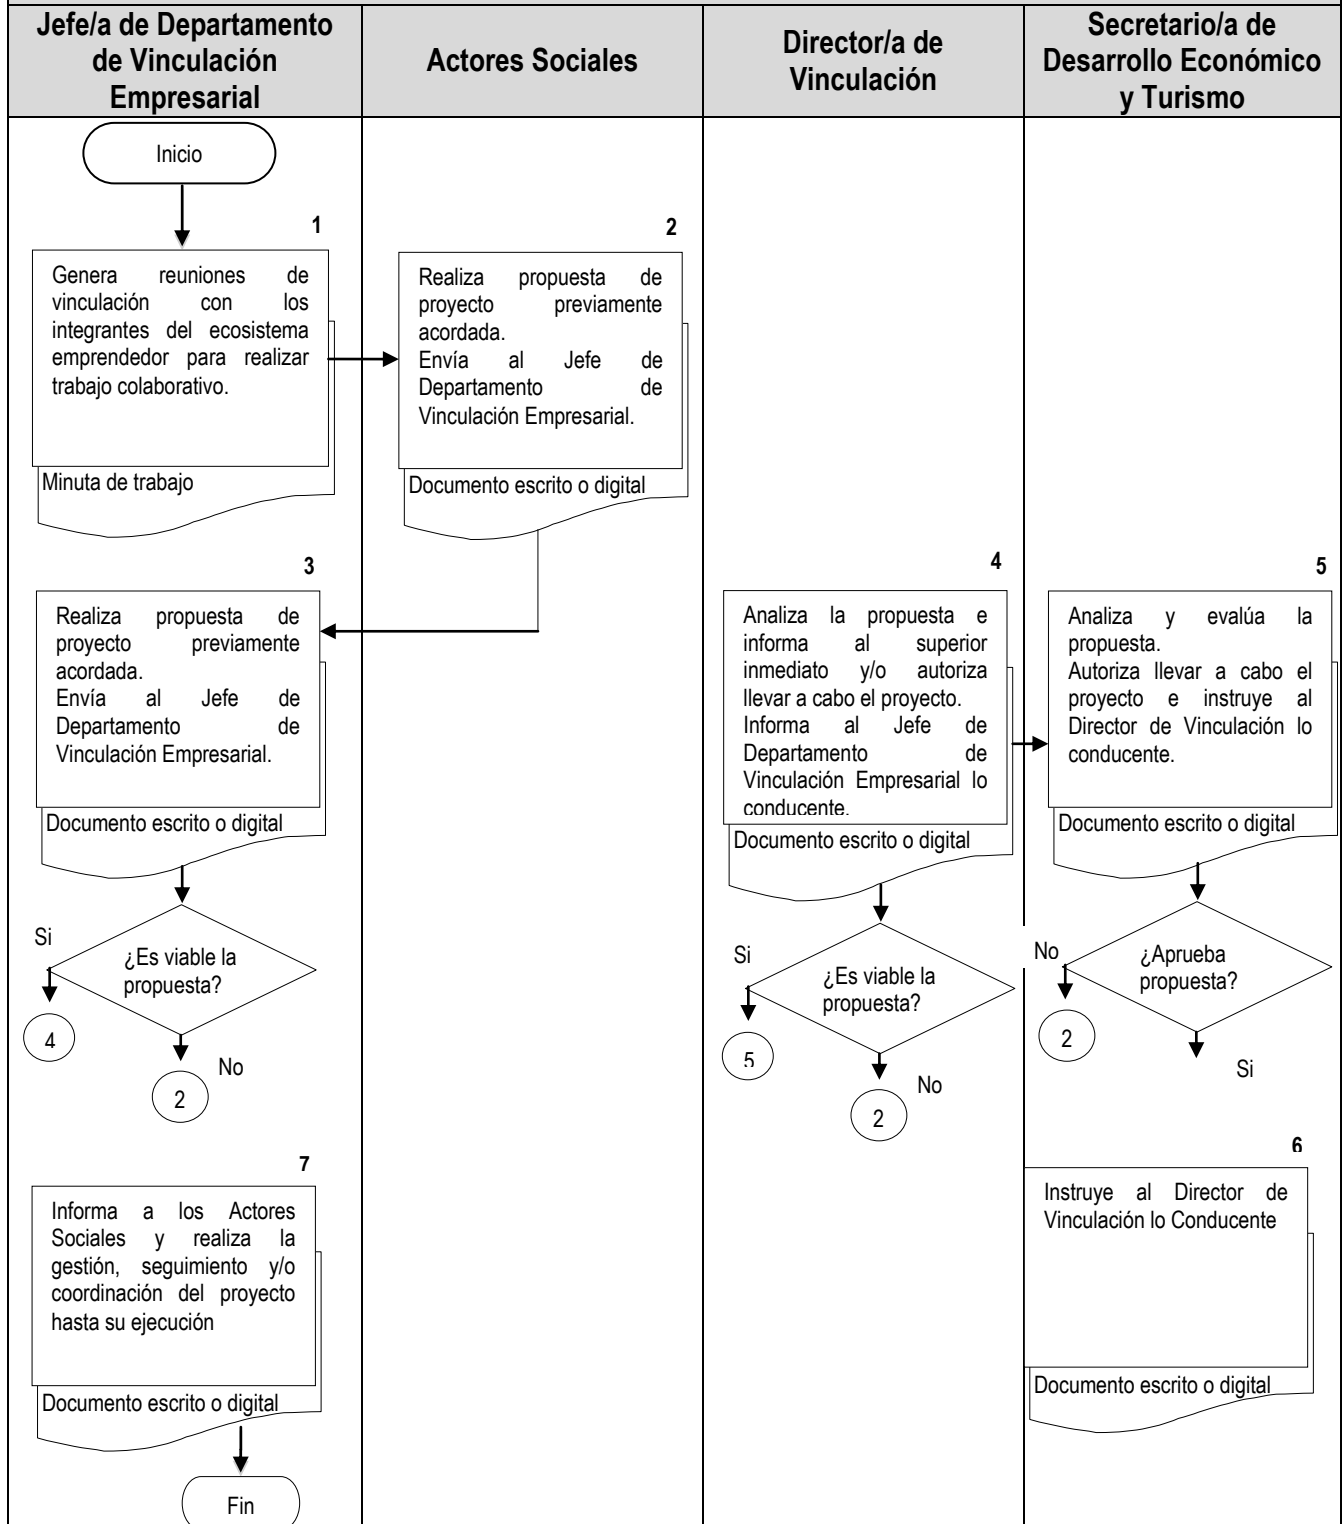 Jefe/a de Departamento
de Vinculación
Empresarial
Actores Sociales
Director/a de
Vinculación
Secretario/a de
Desarrollo Económico
y Turismo
Inicio
1
Genera reuniones de
vinculación con los
integrantes del ecosistema
emprendedor para realizar
trabajo colaborativo.
Minuta de trabajo
2
Realiza propuesta de
proyecto previamente
acordada.
Envía al Jefe de
Departamento de
Vinculación Empresarial.
Documento escrito o digital
3
Realiza propuesta de
proyecto previamente
acordada.
Envía al Jefe de
Departamento de
Vinculación Empresarial.
Documento escrito o digital
Si
¿Es viable la
propuesta?
4
No
2
4
Analiza la propuesta e
informa al superior
inmediato y/o autoriza
llevar a cabo el proyecto.
Informa al Jefe de
Departamento de
Vinculación Empresarial lo
conducente.
Documento escrito o digital
Si
¿Es viable la
propuesta?
5
No
2
5
Analiza y evalúa la
propuesta.
Autoriza llevar a cabo el
proyecto e instruye al
Director de Vinculación lo
conducente.
Documento escrito o digital
No
¿Aprueba
propuesta?
2
Si
6
Instruye al Director de
Vinculación lo Conducente
Documento escrito o digital
7
Informa a los Actores
Sociales y realiza la
gestión, seguimiento y/o
coordinación del proyecto
hasta su ejecución
Documento escrito o digital
Fin